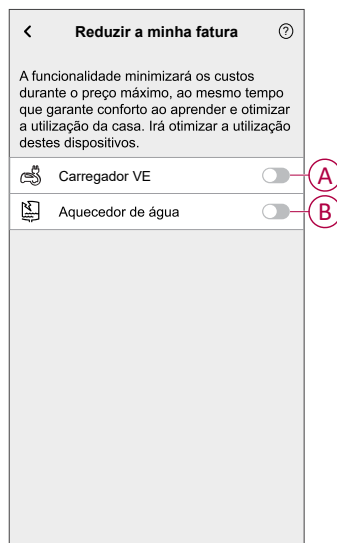 Reduzir a minha fatura
A funcionalidade minimizará os custos
durante o preço máximo, ao mesmo tempo
que garante conforto ao aprender e otimizar
a utilização da casa. Irá otimizar a utilização
destes dispositivos.
Carregador VE
A
Aquecedor de água
B